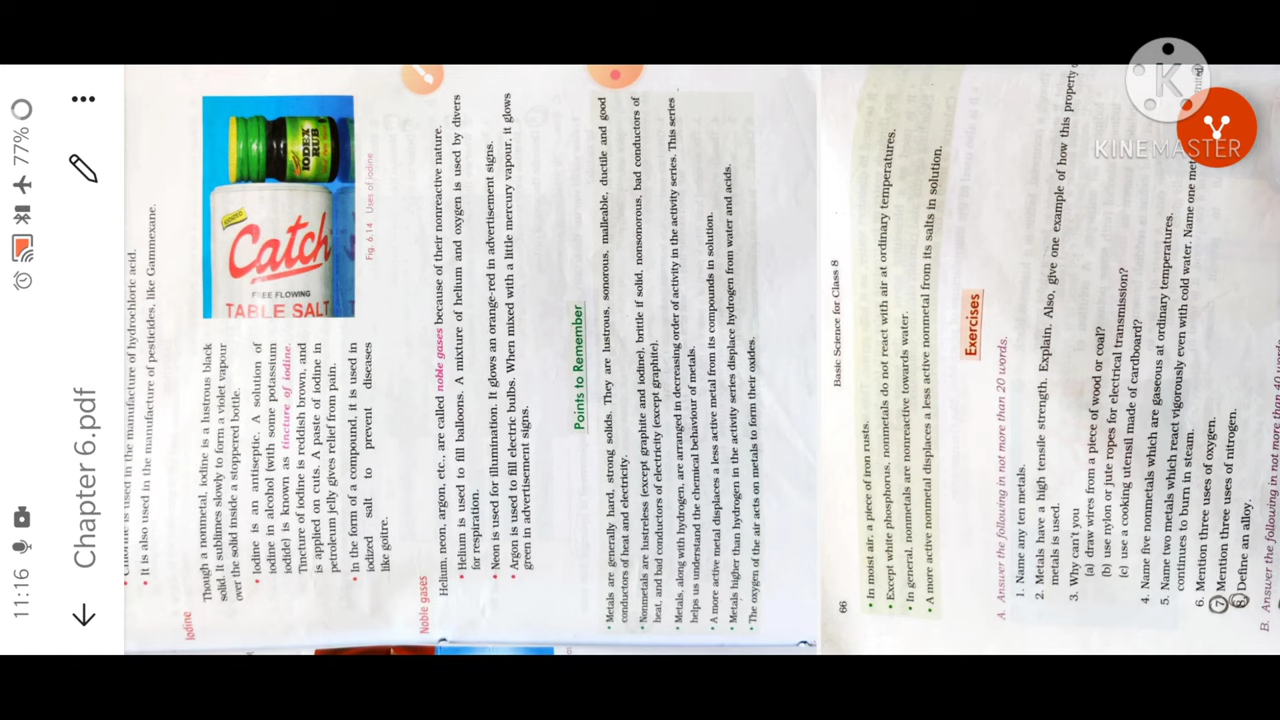 11:16
77%
Chapter 6.pdf
Chlorine is used in the manufacture of hydrochloric acid.
• It is also used in the manufacture of pesticides, like Gammexane.
Iodine
Though a nonmetal, iodine is a lustrous black
solid. It sublimes slowly to form a violet vapour
over the solid inside a stoppered bottle.
• Iodine is an antiseptic. A solution of
iodine in alcohol (with some potassium
iodide) is known as tincture of iodine.
Tincture of iodine is reddish brown, and
is applied on cuts. A paste of iodine in
petroleum jelly gives relief from pain.
• In the form of a compound, it is used in
iodized salt to prevent diseases
like goitre.
Catch
FREE FLOWING
TABLE SALT
IODEX
RUB
Fig. 6.14 Uses of iodine
Noble gases
Helium, neon, argon, etc., are called noble gases because of their nonreactive nature.
• Helium is used to fill balloons. A mixture of helium and oxygen is used by divers
for respiration.
• Neon is used for illumination. It glows an orange-red in advertisement signs.
• Argon is used to fill electric bulbs. When mixed with a little mercury vapour, it glows
green in advertisement signs.
Points to Remember
• Metals are generally hard, strong solids. They are lustrous, sonorous, malleable, ductile and good
conductors of heat and electricity.
• Nonmetals are lustreless (except graphite and iodine), brittle if solid, nonsonorous, bad conductors of
heat, and bad conductors of electricity (except graphite).
• Metals, along with hydrogen, are arranged in decreasing order of activity in the activity series. This series
helps us understand the chemical behaviour of metals.
• A more active metal displaces a less active metal from its compounds in solution.
• Metals higher than hydrogen in the activity series displace hydrogen from water and acids.
• The oxygen of the air acts on metals to form their oxides.
66
Basic Science for Class 8
• In moist air, a piece of iron rusts.
• Except white phosphorus, nonmetals do not react with air at ordinary temperatures.
• In general, nonmetals are nonreactive towards water.
• A more active nonmetal displaces a less active nonmetal from its salts in solution.
Exercises
A. Answer the following in not more than 20 words.
1. Name any ten metals.
2. Metals have a high tensile strength. Explain. Also, give one example of how this property
metals is used.
3. Why can't you
(a) draw wires from a piece of wood or coal?
(b) use nylon or jute ropes for electrical transmission?
(c) use a cooking utensil made of cardboard?
4. Name five nonmetals which are gaseous at ordinary temperatures.
5. Name two metals which react vigorously even with cold water. Name one met
continues to burn in steam.
6. Mention three uses of oxygen.
7. Mention three uses of nitrogen.
8. Define an alloy.
B. Answer the following in not more than 40 words
K
KINEMASTER